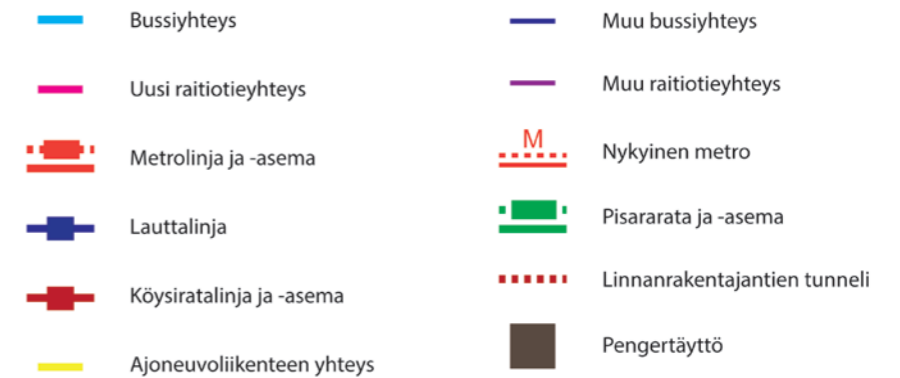 Bussiyhteys
Uusi raitiotieyhteys
Metrolinja ja -asema
Lauttalinja
Köysiratalinja ja -asema
Ajoneuvoliikenteen yhteys
Muu bussiyhteys
Muu raitiotieyhteys
M
Nykyinen metro
Pisararata ja -asema
Linnanrakentajantien tunneli
Pengertäyttö